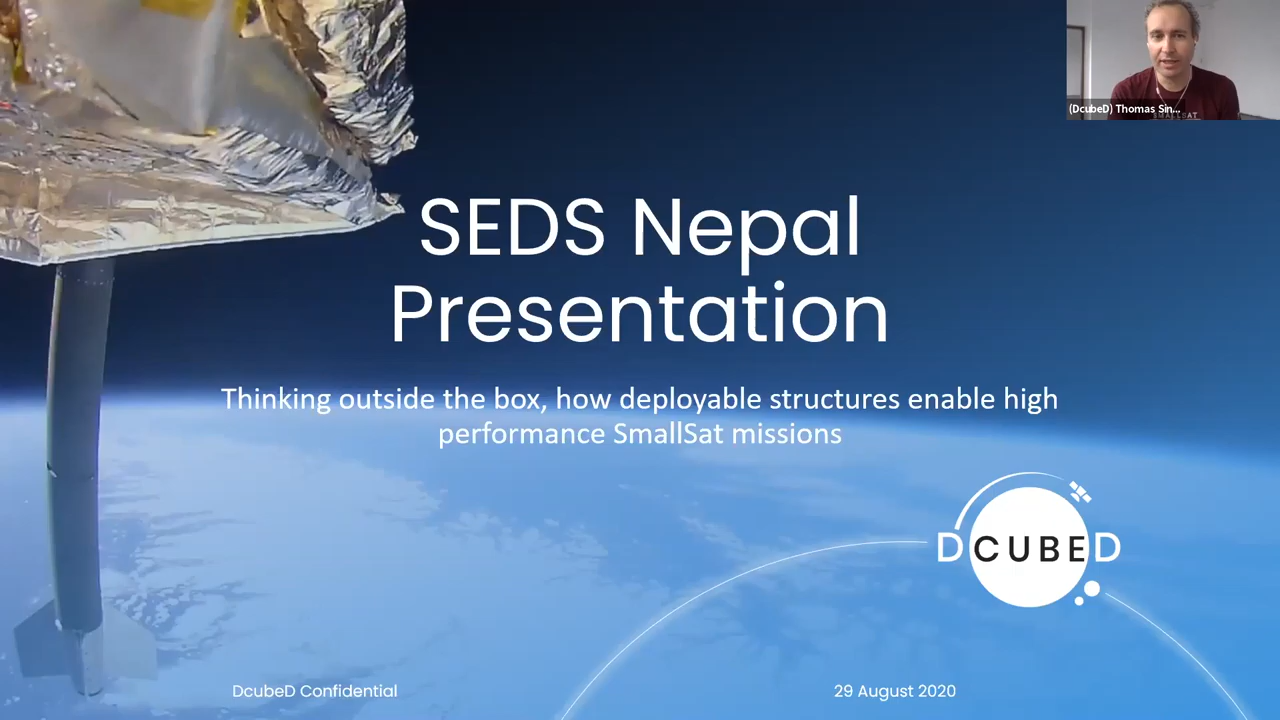 (DcubeD) Thomas Sin...
SMALLSAT
SEDS Nepal
Presentation
Thinking outside the box, how deployable structures enable high
performance SmallSat missions
DCUBED
DcubeD Confidential
29 August 2020